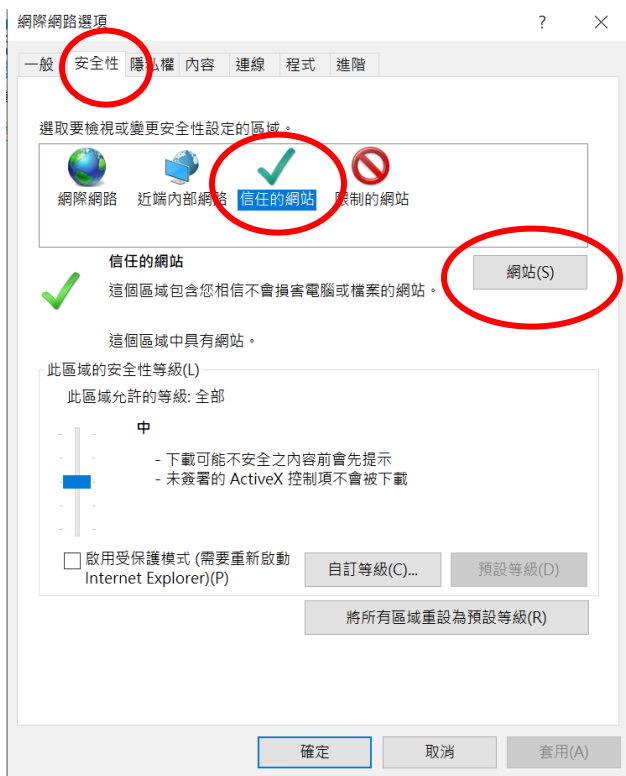 網際網路選項
?
一般 安全性 隱私權 內容 連線 程式 進階
選取要檢視或變更安全性設定的區域。
網際網路 近端內部網路 信任的網站 限制的網站
信任的網站
網站(S)
這個區域包含您相信不會損害電腦或檔案的網站。
這個區域中具有網站。
此區域的安全性等級(L)
此區域允許的等級: 全部
中
- 下載可能不安全之內容前會先提示
- 未簽署的 ActiveX 控制項不會被下載
啟用受保護模式 (需要重新啟動
Internet Explorer)(P)
自訂等級(C)...
預設等級(D)
將所有區域重設為預設等級(R)
確定 取消 套用(A)